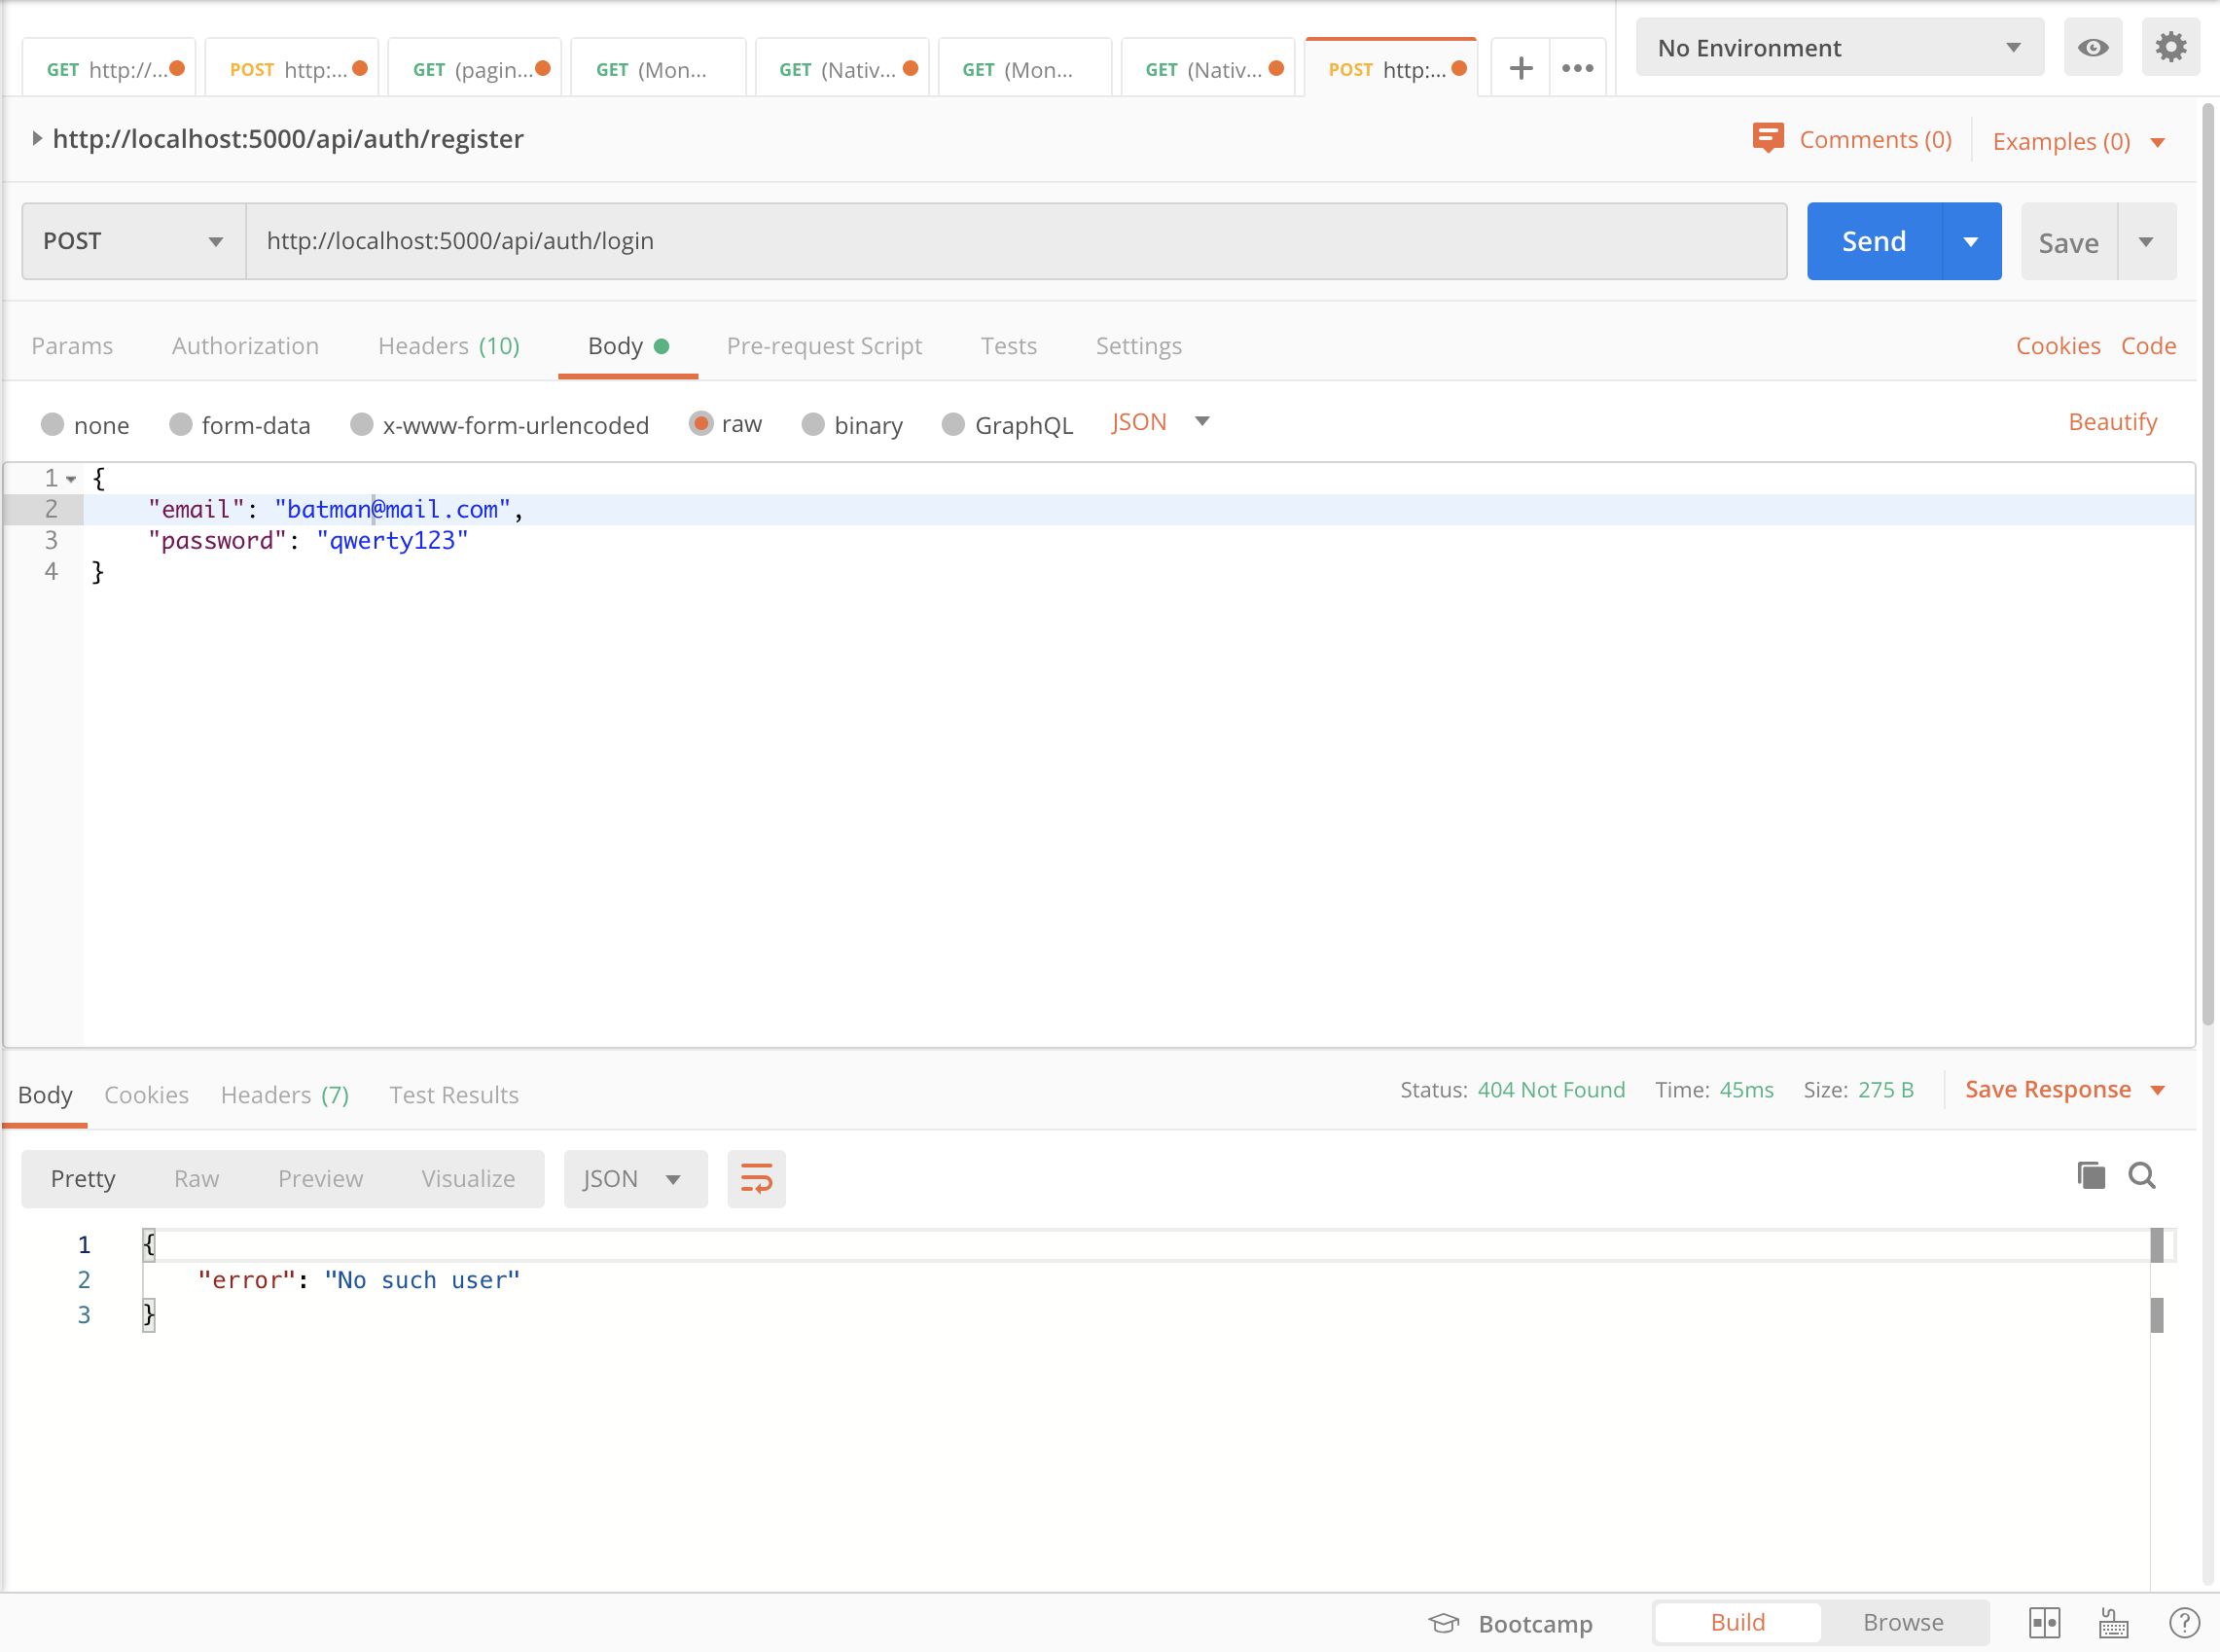 GET http://... POST http:... GET (pagin... GET (Mon... GET (Nativ... GET (Mon... GET (Nativ... POST http:... + ••• No Environment
http://localhost:5000/api/auth/register Comments (0) Examples (0)
POST http://localhost:5000/api/auth/login Send Save
Params Authorization Headers (10) Body Pre-request Script Tests Settings Cookies Code
none form-data x-www-form-urlencoded raw binary GraphQL JSON Beautify
1 {
2 "email": "batman@mail.com",
3 "password": "qwerty123"
4 }
Body Cookies Headers (7) Test Results Status: 404 Not Found Time: 45ms Size: 275 B Save Response
Pretty Raw Preview Visualize JSON
1 {
2 "error": "No such user"
3 }
Bootcamp Build Browse ?